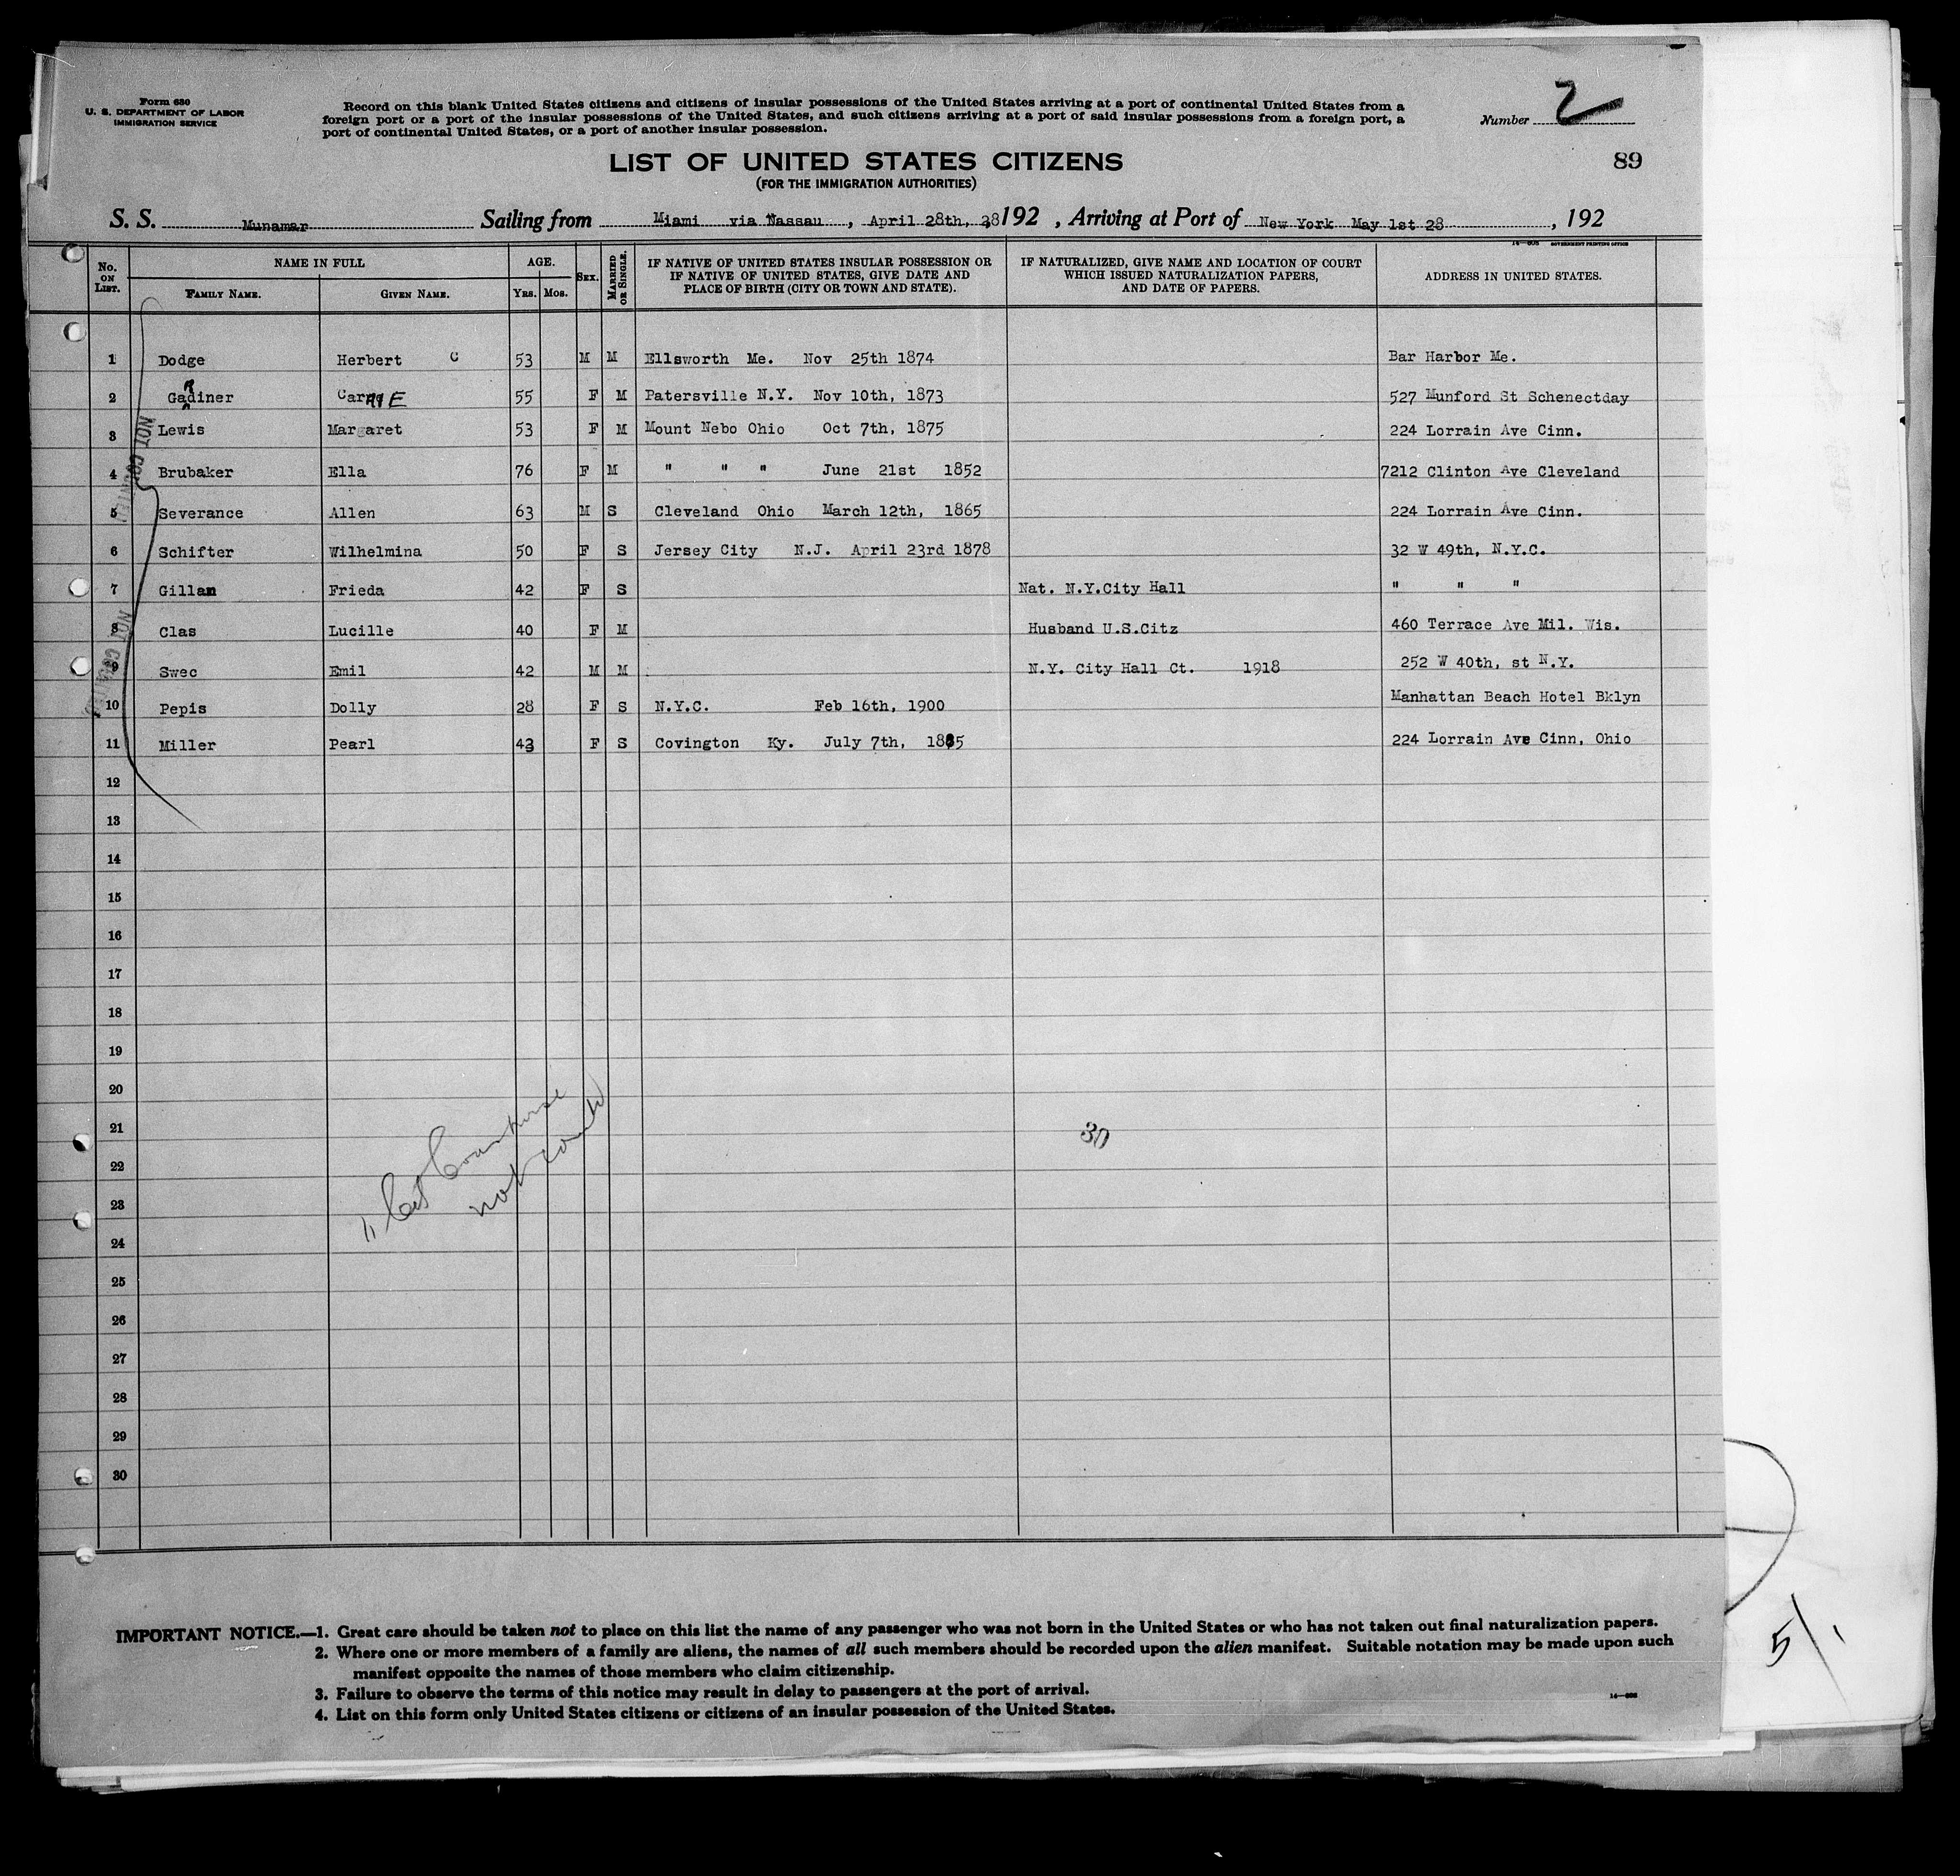 Form 630
U. S. DEPARTMENT OF LABOR
IMMIGRATION SERVICE
Record on this blank United States citizens and citizens of insular possessions of the United States arriving at a port of continental United States from a
foreign port or a port of the insular possessions of the United States, and such citizens arriving at a port of said insular possessions from a foreign port, a
port of continental United States, or a port of another insular possession.
Number 2
LIST OF UNITED STATES CITIZENS
(FOR THE IMMIGRATION AUTHORITIES)
89
S. S. Munamar Sailing from Miami via Nassau, April 28th, 28 192 , Arriving at Port of New York May 1st 28, 192
GOVERNMENT PRINTING OFFICE
No. ON LIST. NAME IN FULL FAMILY NAME. GIVEN NAME. AGE. YRS. MOS. SEX. MARRIED OR SINGLE. IF NATIVE OF UNITED STATES INSULAR POSSESSION OR IF NATIVE OF UNITED STATES, GIVE DATE AND PLACE OF BIRTH (CITY OR TOWN AND STATE). IF NATURALIZED, GIVE NAME AND LOCATION OF COURT WHICH ISSUED NATURALIZATION PAPERS, AND DATE OF PAPERS. ADDRESS IN UNITED STATES.
1 Dodge Herbert C 53 M M Ellsworth Me. Nov 25th 1874 Bar Harbor Me.
2 Gardiner CarrIE 55 F M Patersville N.Y. Nov 10th, 1873 527 Munford St Schenectday
3 Lewis Margaret 53 F M Mount Nebo Ohio Oct 7th, 1875 224 Lorrain Ave Cinn.
4 Brubaker Ella 76 F M " " " June 21st 1852 7212 Clinton Ave Cleveland
5 Severance Allen 63 M S Cleveland Ohio March 12th, 1865 224 Lorrain Ave Cinn.
6 Schifter Wilhelmina 50 F S Jersey City N.J. April 23rd 1878 32 W 49th, N.Y.C.
7 Gillan Frieda 42 F S Nat. N.Y.City Hall " " "
8 Clas Lucille 40 F M Husband U.S.Citz 460 Terrace Ave Mil. Wis.
9 Swec Emil 42 M M N.Y. City Hall Ct. 1918 252 W 40th, st N.Y.
10 Pepis Dolly 28 F S N.Y.C. Feb 16th, 1900 Manhattan Beach Hotel Bklyn
11 Miller Pearl 43 F S Covington Ky. July 7th, 1885 224 Lorrain Ave Cinn, Ohio
NOT COUNTED
NOT COUNTED
12
13
14
15
16
17
18
19
20
21 30
22
23
24
25
26
27
28
29
30
11 Cit
not
IMPORTANT NOTICE.—1. Great care should be taken not to place on this list the name of any passenger who was not born in the United States or who has not taken out final naturalization papers.
2. Where one or more members of a family are aliens, the names of all such members should be recorded upon the alien manifest. Suitable notation may be made upon such
manifest opposite the names of those members who claim citizenship.
3. Failure to observe the terms of this notice may result in delay to passengers at the port of arrival.
4. List on this form only United States citizens or citizens of an insular possession of the United States.
5/1